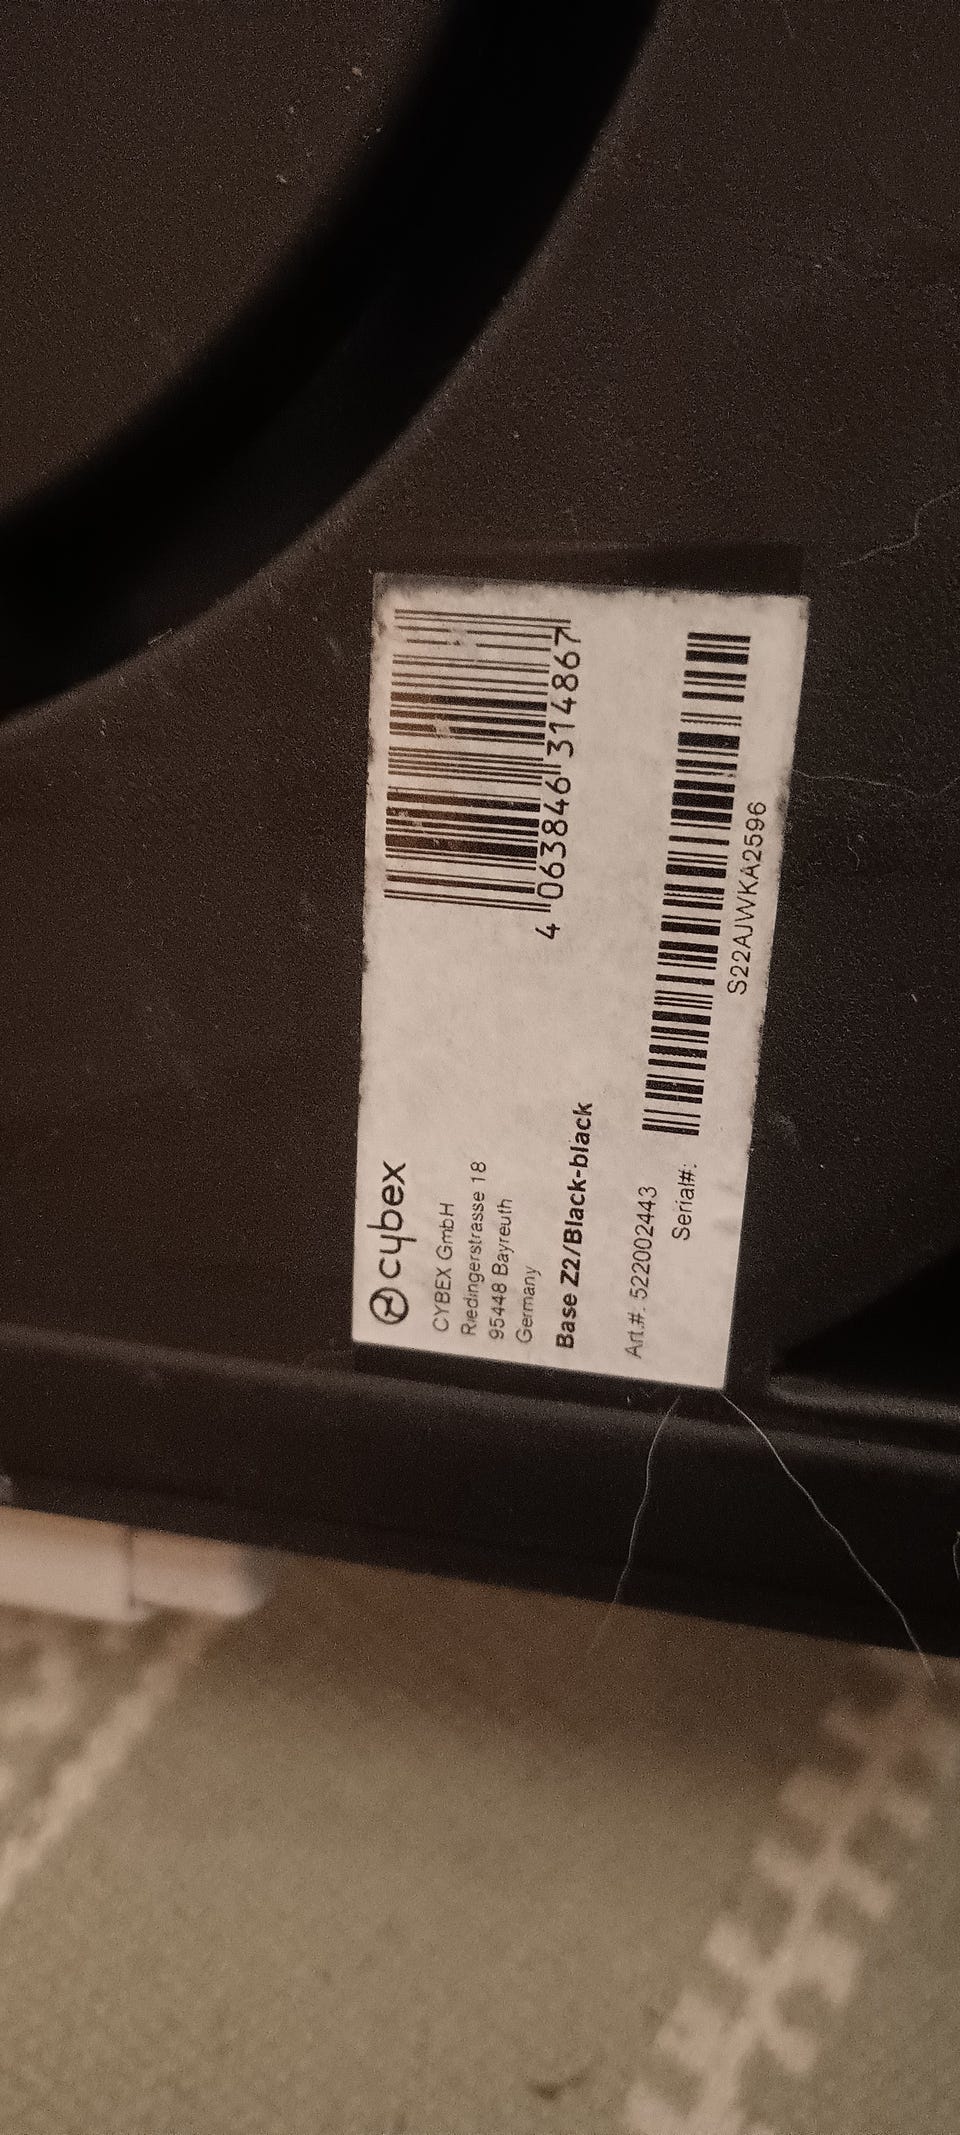 cybex
CYBEX GmbH
Riedingerstrasse 18
95448 Bayreuth
Germany
4 063846 314867
Base Z2/Black-black
Art.#: 522002443
Serial#:
S22AJWKA2596